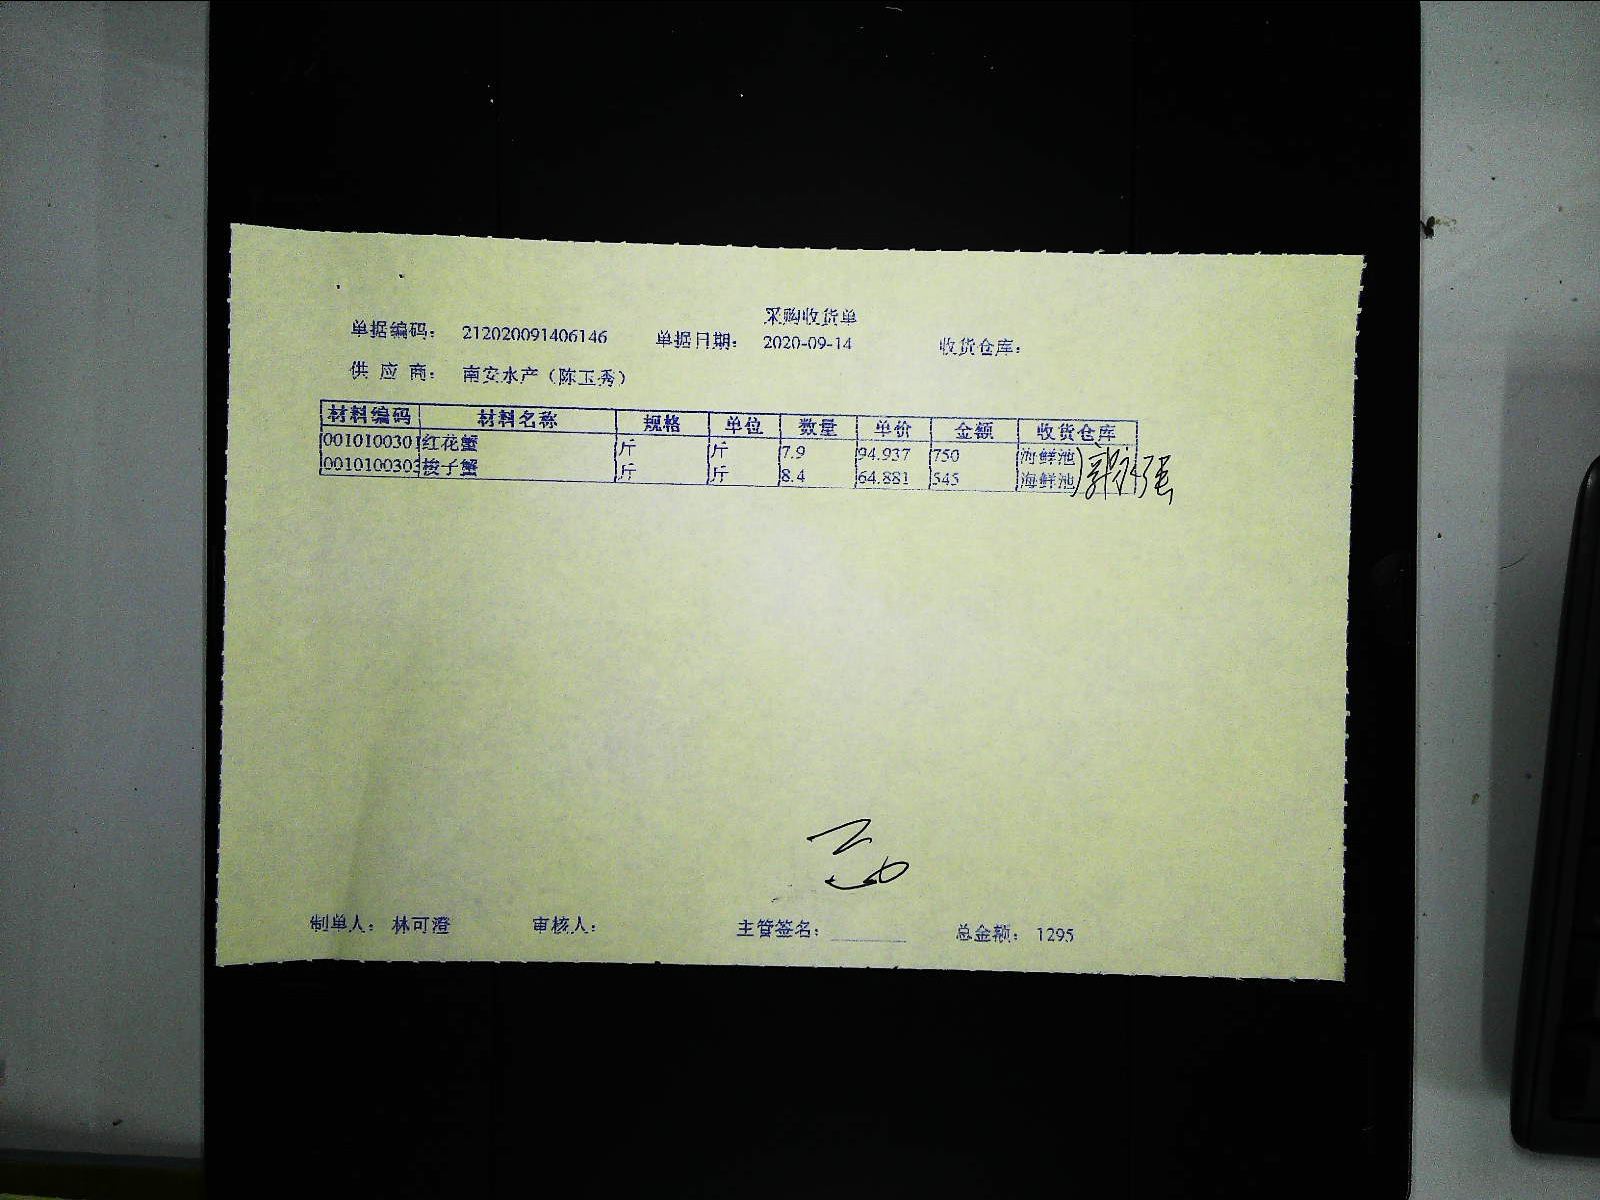 采购收货单
单据编码： 212020091406146 单据日期： 2020-09-14 收货仓库：
供 应 商： 南安水产（陈玉秀）
材料编码 材料名称 规格 单位 数量 单价 金额 收货仓库
0010100301 红花蟹 斤 斤 7.9 94.937 750 海鲜池
0010100303 梭子蟹 斤 斤 8.4 64.881 545 海鲜池
制单人： 林可澄 审核人： 主管签名： 总金额： 1295